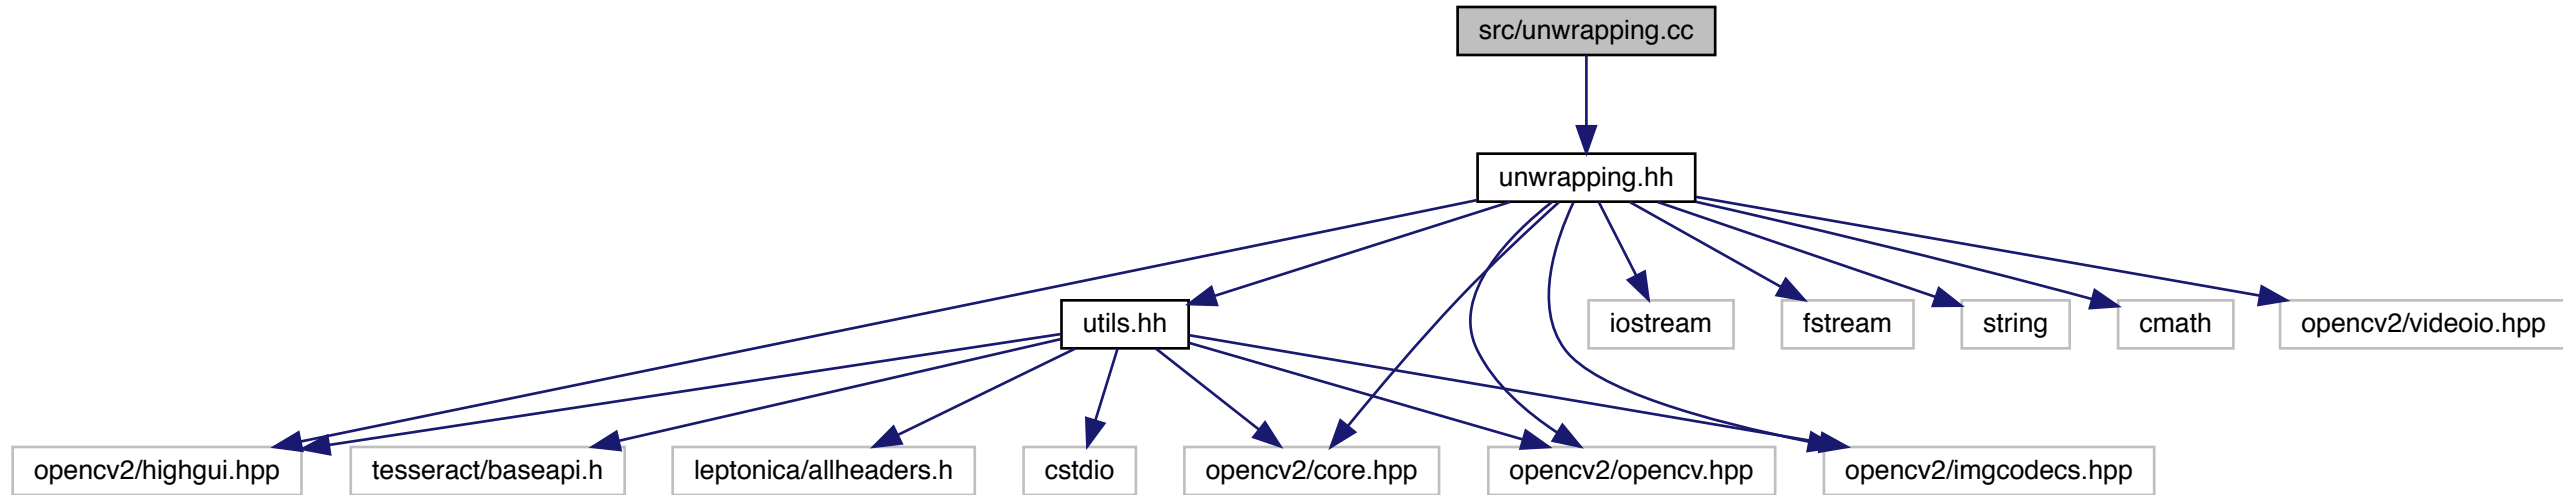 src/unwrapping.cc
unwrapping.hh
utils.hh
iostream
fstream
string
cmath
opencv2/videoio.hpp
opencv2/highgui.hpp
tesseract/baseapi.h
leptonica/allheaders.h
cstdio
opencv2/core.hpp
opencv2/opencv.hpp
opencv2/imgcodecs.hpp